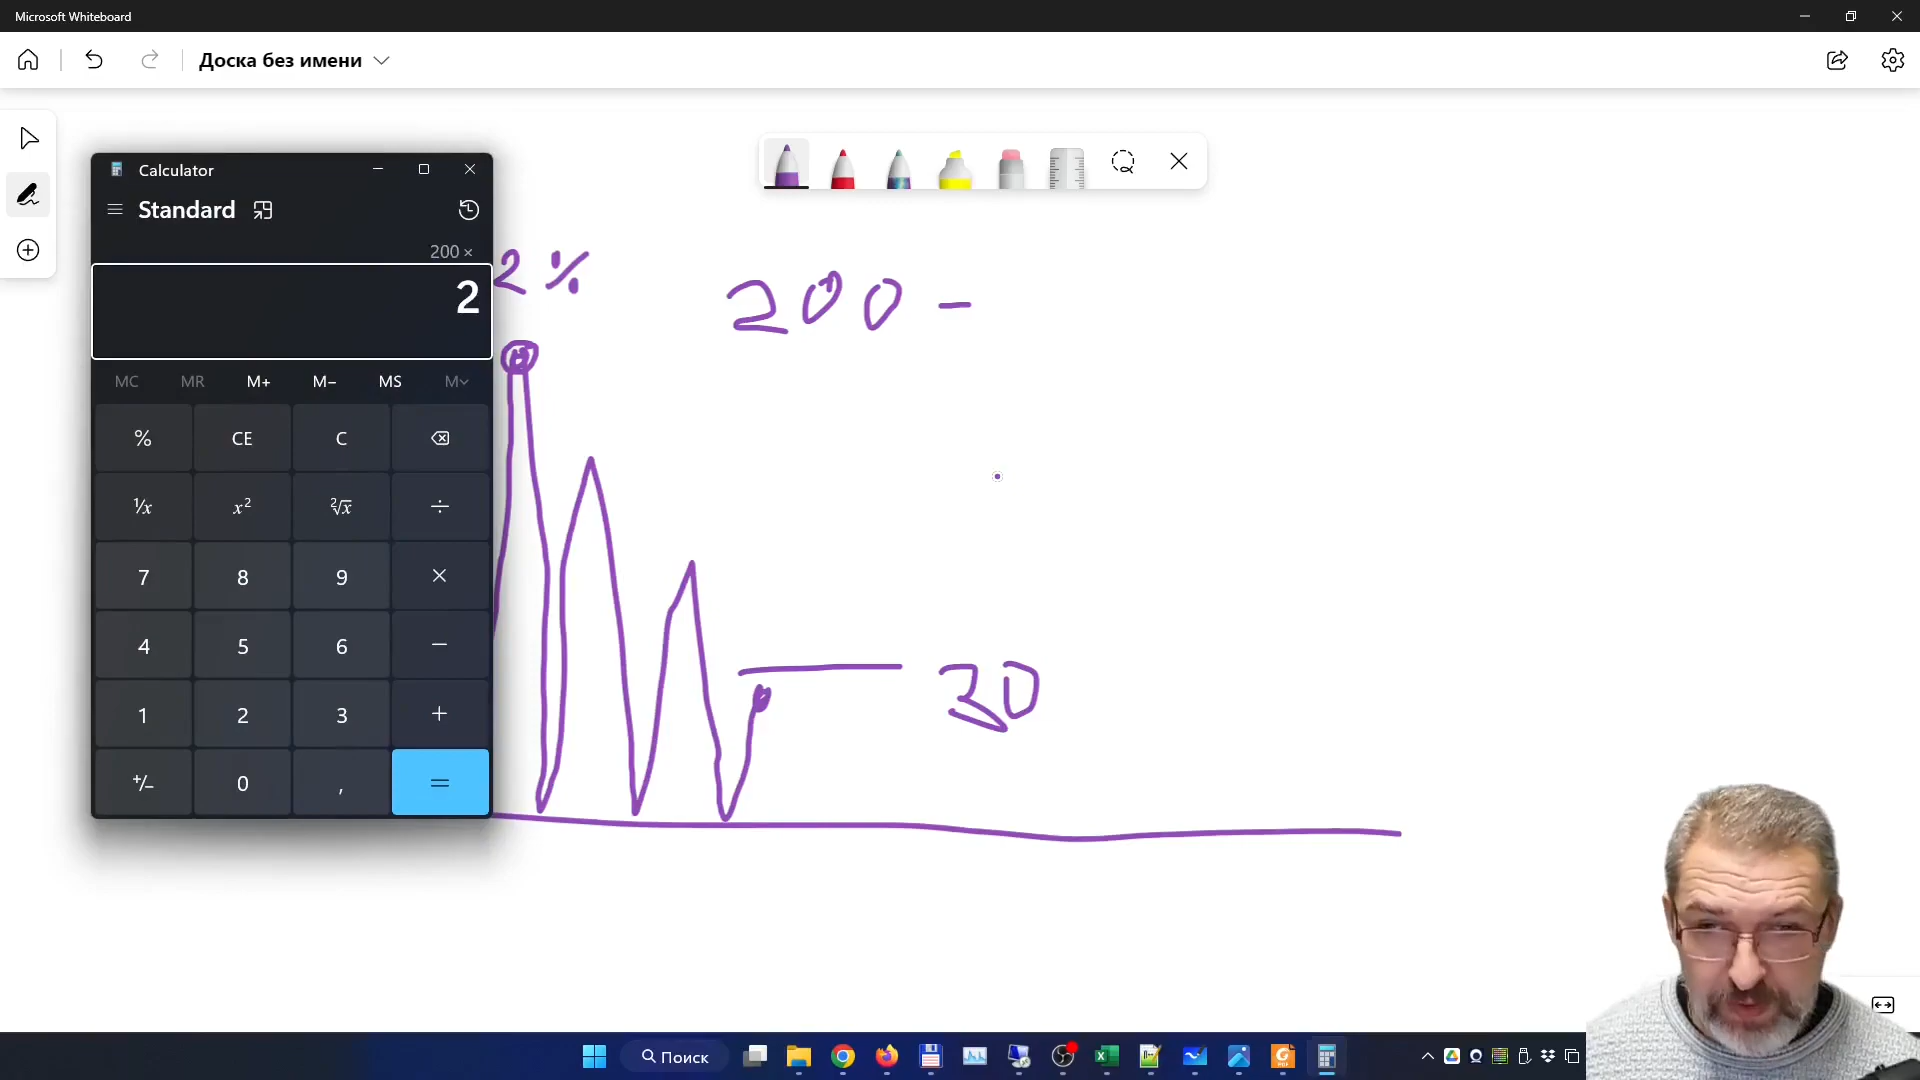 Microsoft Whiteboard
Доска без имени
Calculator
Standard
200 ×
2
MC MR M+ M− MS M
% CE C
1/x x² ²√x ÷
7 8 9 ×
4 5 6 −
1 2 3 +
+/− 0 , =
2 %
200 -
30
Поиск